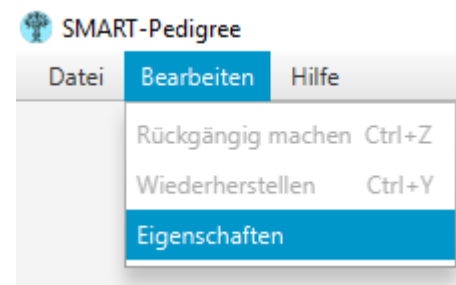 SMART-Pedigree
Datei Bearbeiten Hilfe
Rückgängig machen Ctrl+Z
Wiederherstellen Ctrl+Y
Eigenschaften